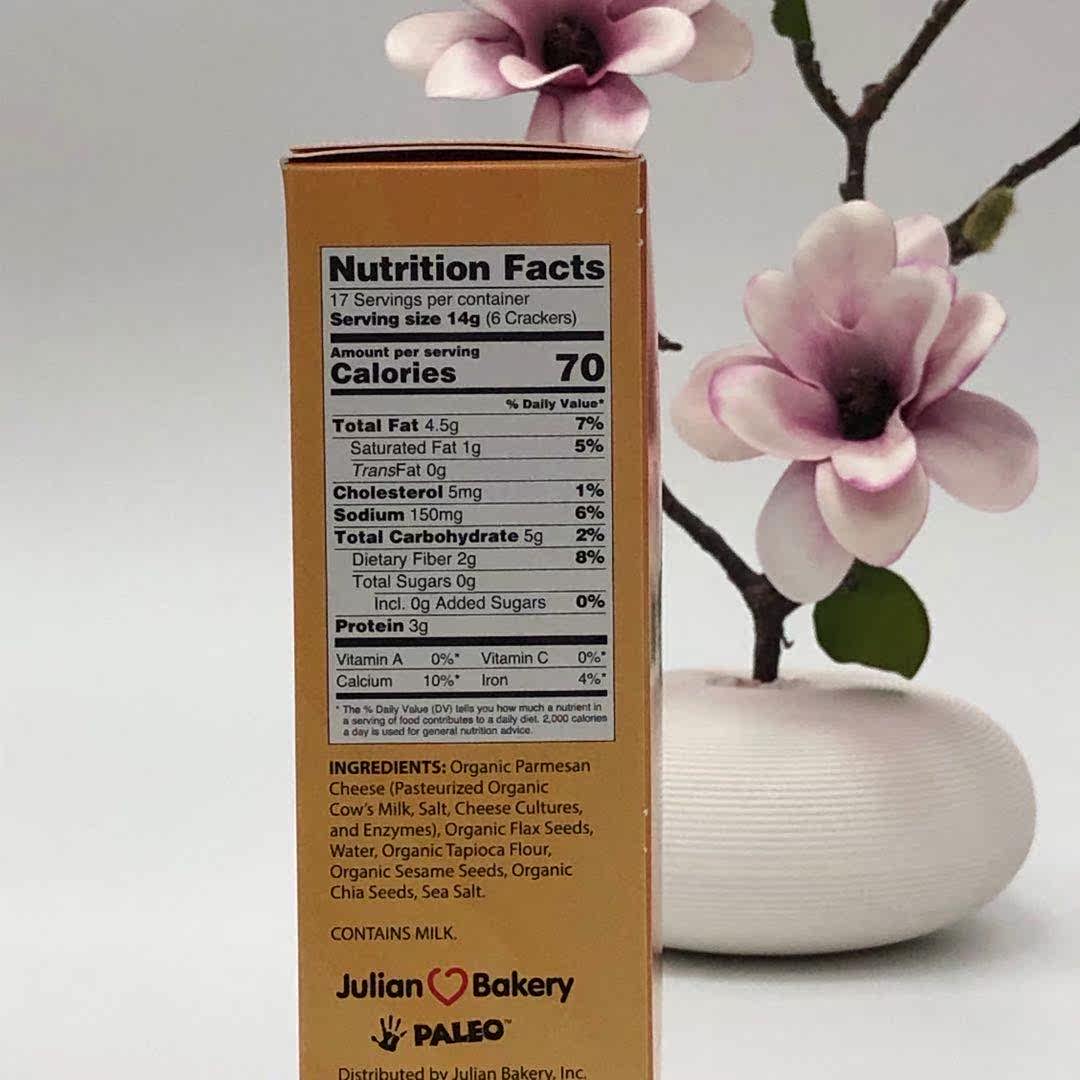 Nutrition Facts
17 Servings per container
Serving size 14g (6 Crackers)
Amount per serving
Calories 70
% Daily Value*
Total Fat 4.5g 7%
Saturated Fat 1g 5%
TransFat 0g
Cholesterol 5mg 1%
Sodium 150mg 6%
Total Carbohydrate 5g 2%
Dietary Fiber 2g 8%
Total Sugars 0g
Incl. 0g Added Sugars 0%
Protein 3g
Vitamin A 0%* Vitamin C 0%*
Calcium 10%* Iron 4%*
* The % Daily Value (DV) tells you how much a nutrient in
a serving of food contributes to a daily diet. 2,000 calories
a day is used for general nutrition advice.
INGREDIENTS: Organic Parmesan
Cheese (Pasteurized Organic
Cow's Milk, Salt, Cheese Cultures,
and Enzymes), Organic Flax Seeds,
Water, Organic Tapioca Flour,
Organic Sesame Seeds, Organic
Chia Seeds, Sea Salt.
CONTAINS MILK.
Julian Bakery
PALEO™
Distributed by Julian Bakery, Inc.